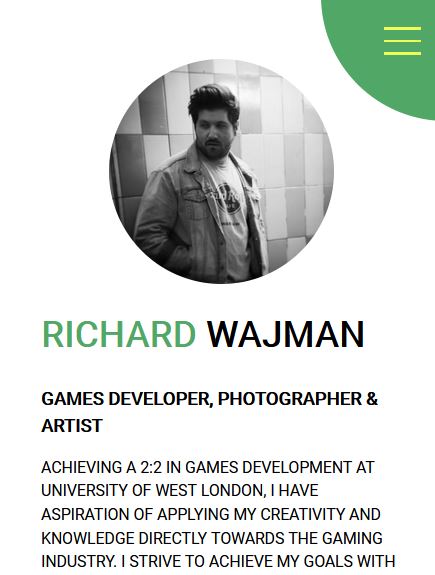 RICHARD WAJMAN
GAMES DEVELOPER, PHOTOGRAPHER &
ARTIST
ACHIEVING A 2:2 IN GAMES DEVELOPMENT AT
UNIVERSITY OF WEST LONDON, I HAVE
ASPIRATION OF APPLYING MY CREATIVITY AND
KNOWLEDGE DIRECTLY TOWARDS THE GAMING
INDUSTRY. I STRIVE TO ACHIEVE MY GOALS WITH